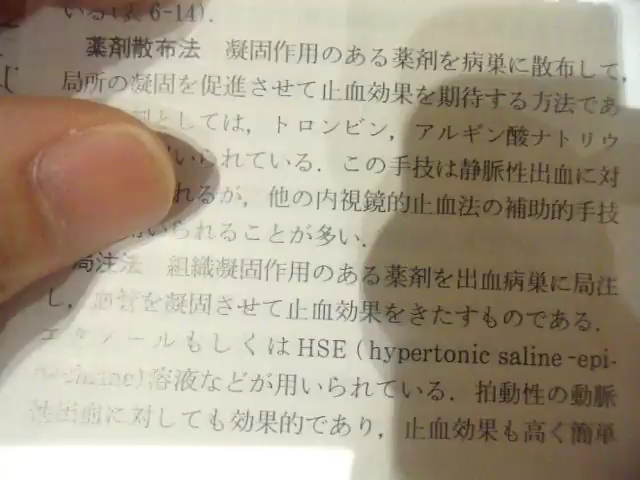 いる(表 6-14).
薬剤散布法 凝固作用のある薬剤を病巣に散布して,
局所の凝固を促進させて止血効果を期待する方法であ
剤としては, トロンビン, アルギン酸ナトリウ
いられている. この手技は静脈性出血に対
れるが, 他の内視鏡的止血法の補助的手技
用いられることが多い.
局注法 組織凝固作用のある薬剤を出血病巣に局注
し, 血管を凝固させて止血効果をきたすものである.
エタノールもしくは HSE (hypertonic saline-epi-
溶液などが用いられている. 拍動性の動脈
性出血に対しても効果的であり, 止血効果も高く簡単